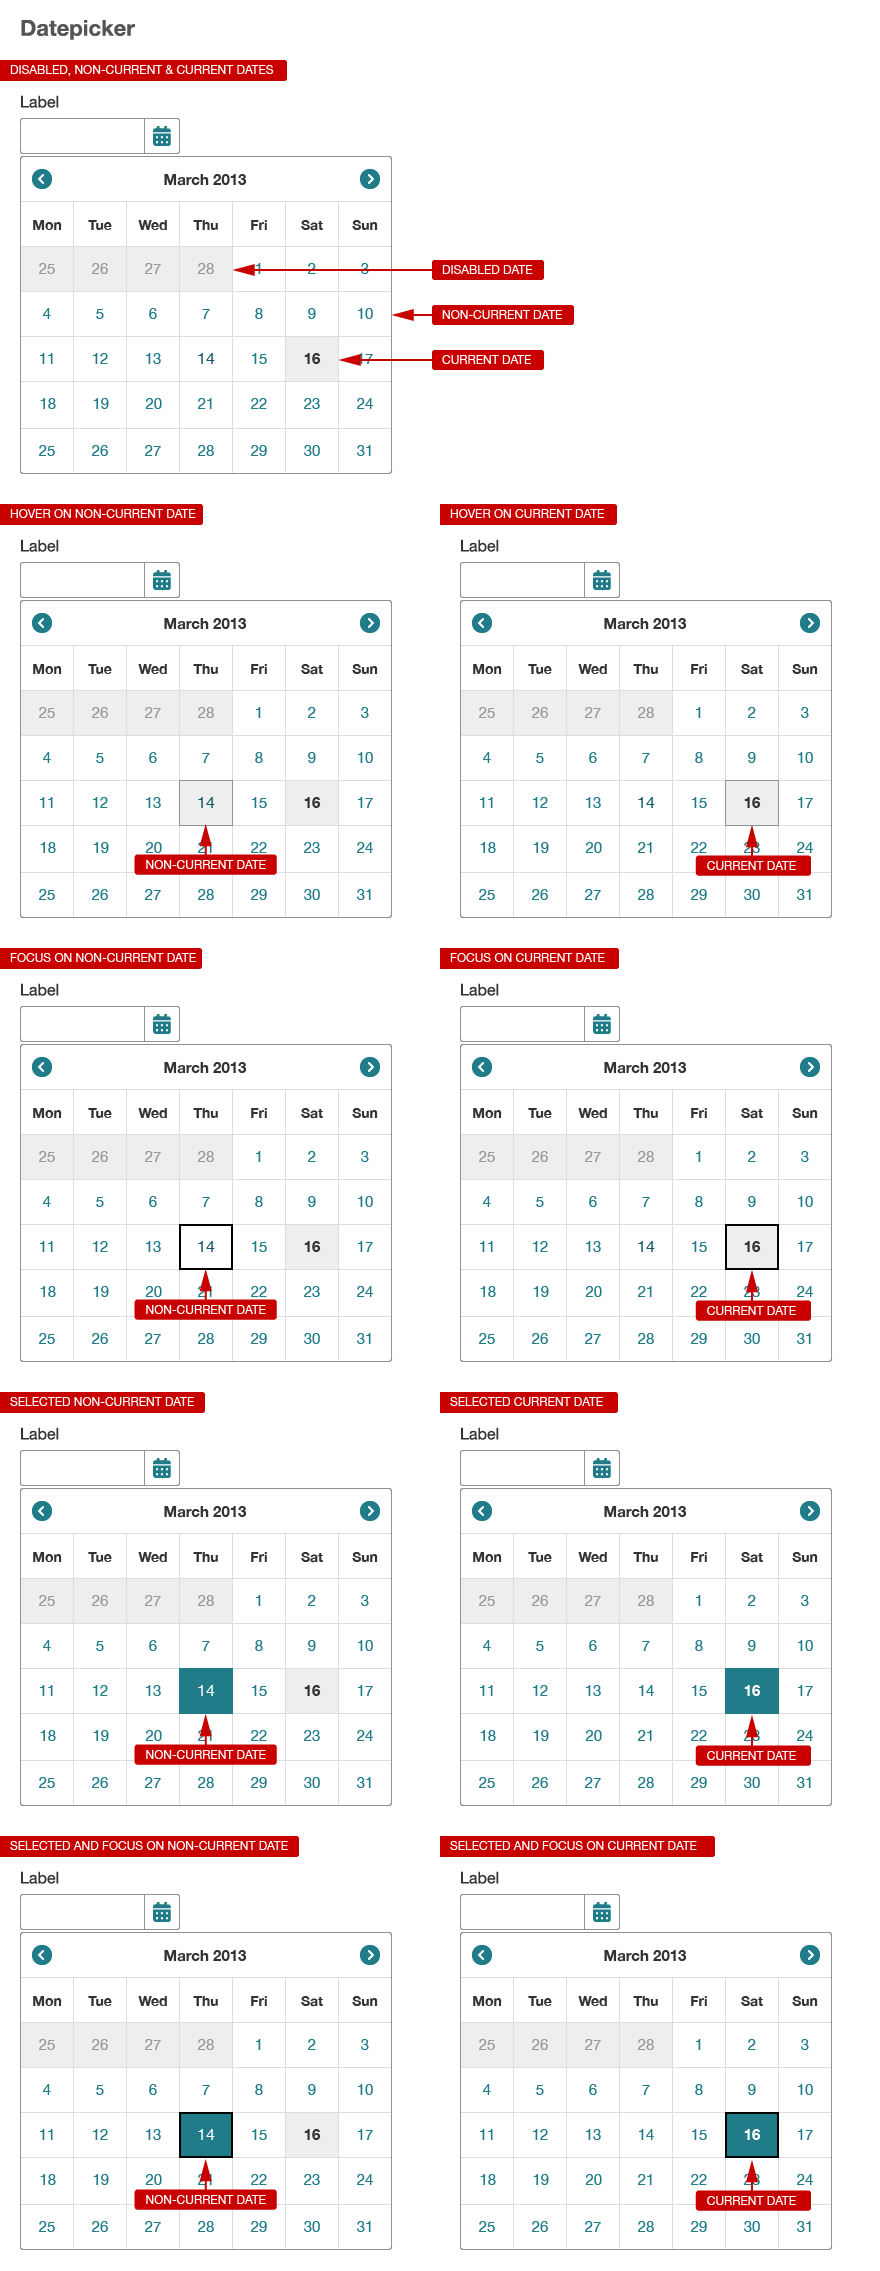 Datepicker
DISABLED, NON-CURRENT & CURRENT DATES
Label
March 2013
Mon Tue Wed Thu Fri Sat Sun
25 26 27 28 1 2 3
DISABLED DATE
4 5 6 7 8 9 10
NON-CURRENT DATE
11 12 13 14 15 16 17
CURRENT DATE
18 19 20 21 22 23 24
25 26 27 28 29 30 31
HOVER ON NON-CURRENT DATE
Label
March 2013
Mon Tue Wed Thu Fri Sat Sun
25 26 27 28 1 2 3
4 5 6 7 8 9 10
11 12 13 14 15 16 17
18 19 20 21 22 23 24
NON-CURRENT DATE
25 26 27 28 29 30 31
HOVER ON CURRENT DATE
Label
March 2013
Mon Tue Wed Thu Fri Sat Sun
25 26 27 28 1 2 3
4 5 6 7 8 9 10
11 12 13 14 15 16 17
18 19 20 21 22 23 24
CURRENT DATE
25 26 27 28 29 30 31
FOCUS ON NON-CURRENT DATE
Label
March 2013
Mon Tue Wed Thu Fri Sat Sun
25 26 27 28 1 2 3
4 5 6 7 8 9 10
11 12 13 14 15 16 17
18 19 20 21 22 23 24
NON-CURRENT DATE
25 26 27 28 29 30 31
FOCUS ON CURRENT DATE
Label
March 2013
Mon Tue Wed Thu Fri Sat Sun
25 26 27 28 1 2 3
4 5 6 7 8 9 10
11 12 13 14 15 16 17
18 19 20 21 22 23 24
CURRENT DATE
25 26 27 28 29 30 31
SELECTED NON-CURRENT DATE
Label
March 2013
Mon Tue Wed Thu Fri Sat Sun
25 26 27 28 1 2 3
4 5 6 7 8 9 10
11 12 13 14 15 16 17
18 19 20 21 22 23 24
NON-CURRENT DATE
25 26 27 28 29 30 31
SELECTED CURRENT DATE
Label
March 2013
Mon Tue Wed Thu Fri Sat Sun
25 26 27 28 1 2 3
4 5 6 7 8 9 10
11 12 13 14 15 16 17
18 19 20 21 22 23 24
CURRENT DATE
25 26 27 28 29 30 31
SELECTED AND FOCUS ON NON-CURRENT DATE
Label
March 2013
Mon Tue Wed Thu Fri Sat Sun
25 26 27 28 1 2 3
4 5 6 7 8 9 10
11 12 13 14 15 16 17
18 19 20 21 22 23 24
NON-CURRENT DATE
25 26 27 28 29 30 31
SELECTED AND FOCUS ON CURRENT DATE
Label
March 2013
Mon Tue Wed Thu Fri Sat Sun
25 26 27 28 1 2 3
4 5 6 7 8 9 10
11 12 13 14 15 16 17
18 19 20 21 22 23 24
CURRENT DATE
25 26 27 28 29 30 31